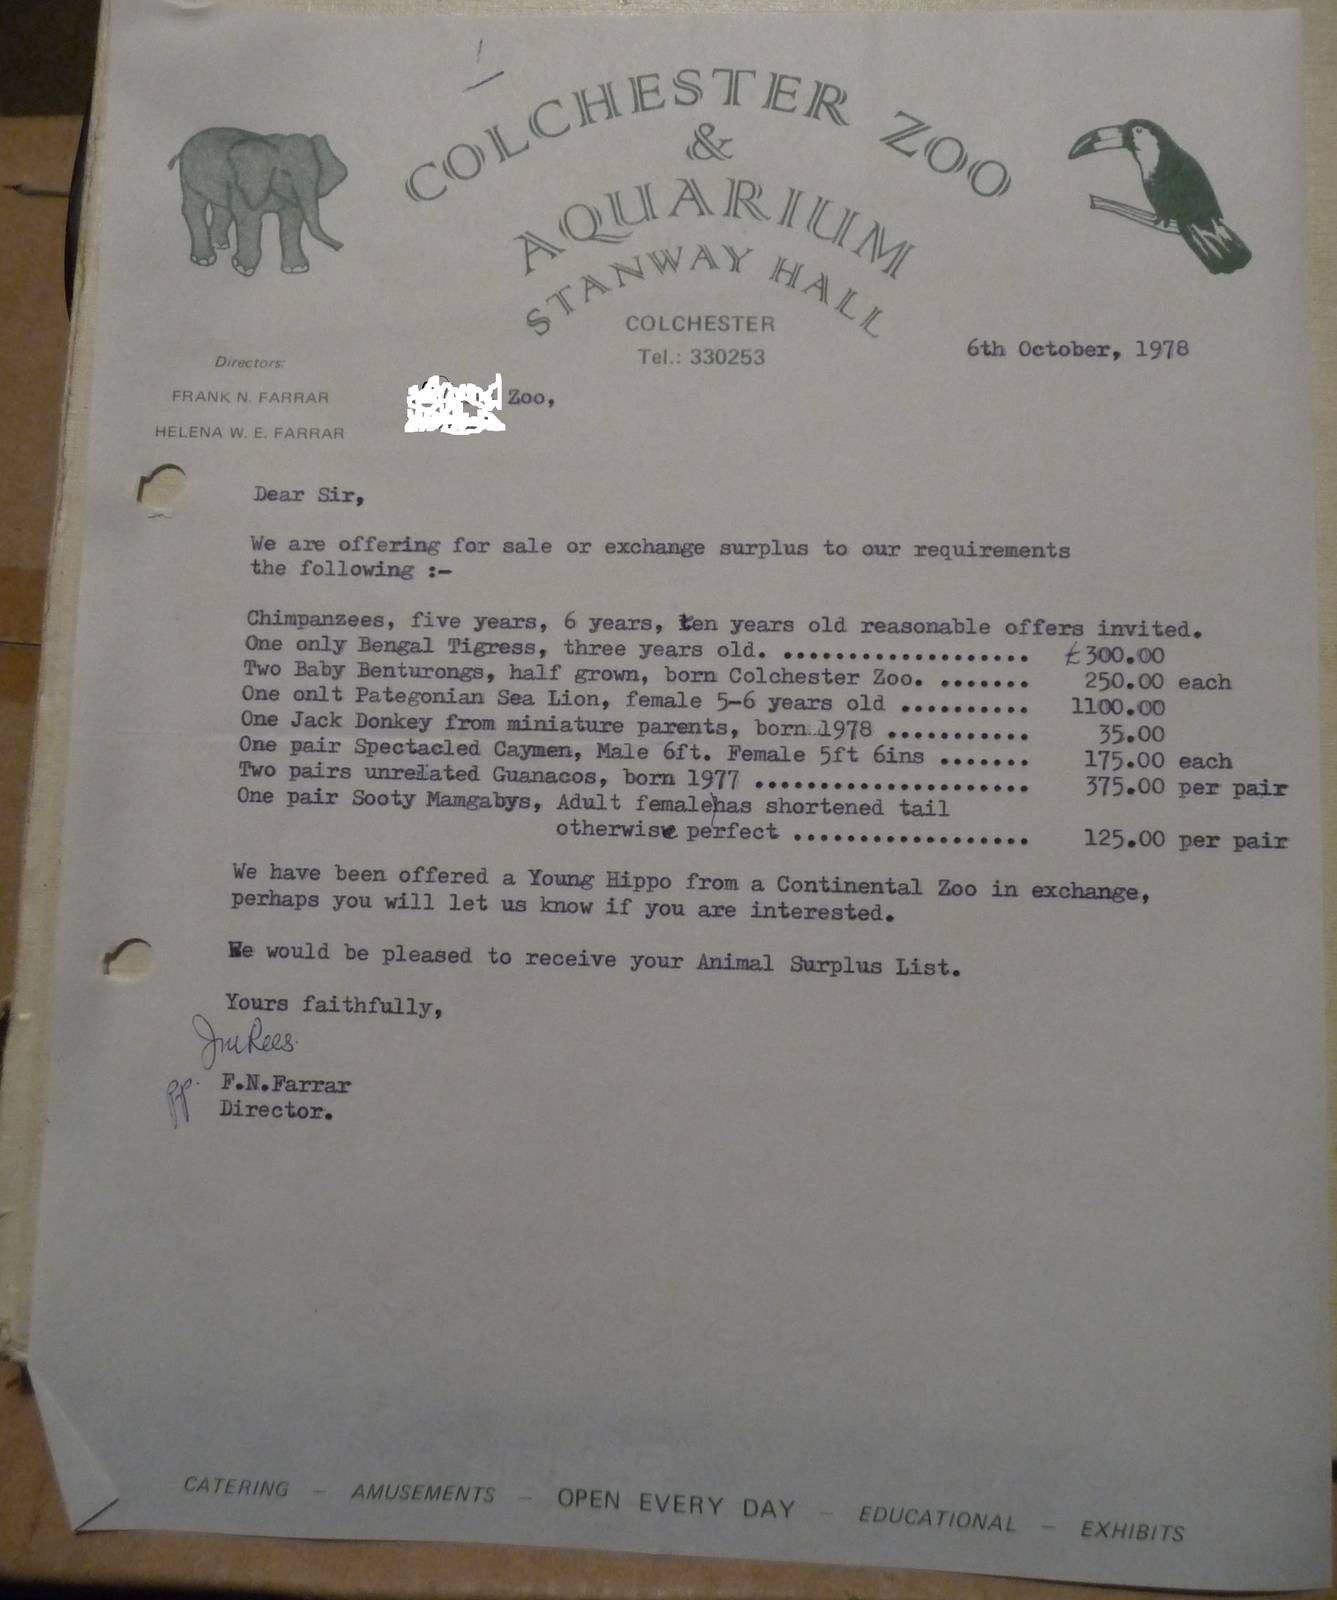 COLCHESTER ZOO
&
AQUARIUM
STANWAY HALL
COLCHESTER
Tel.: 330253
6th October, 1978
Directors:
FRANK N. FARRAR
HELENA W. E. FARRAR
Zoo,
Dear Sir,
We are offering for sale or exchange surplus to our requirements
the following :-
Chimpanzees, five years, 6 years, ten years old reasonable offers invited.
One only Bengal Tigress, three years old. ................... £300.00
Two Baby Benturongs, half grown, born Colchester Zoo. ....... 250.00 each
One onlt Pategonian Sea Lion, female 5-6 years old .......... 1100.00
One Jack Donkey from miniature parents, born 1978 ........... 35.00
One pair Spectacled Caymen, Male 6ft. Female 5ft 6ins ....... 175.00 each
Two pairs unrelated Guanacos, born 1977 ..................... 375.00 per pair
One pair Sooty Mamgabys, Adult female has shortened tail
otherwise perfect .................. 125.00 per pair
We have been offered a Young Hippo from a Continental Zoo in exchange,
perhaps you will let us know if you are interested.
We would be pleased to receive your Animal Surplus List.
Yours faithfully,
JM Rees.
pp. F.N.Farrar
Director.
CATERING – AMUSEMENTS – OPEN EVERY DAY – EDUCATIONAL – EXHIBITS